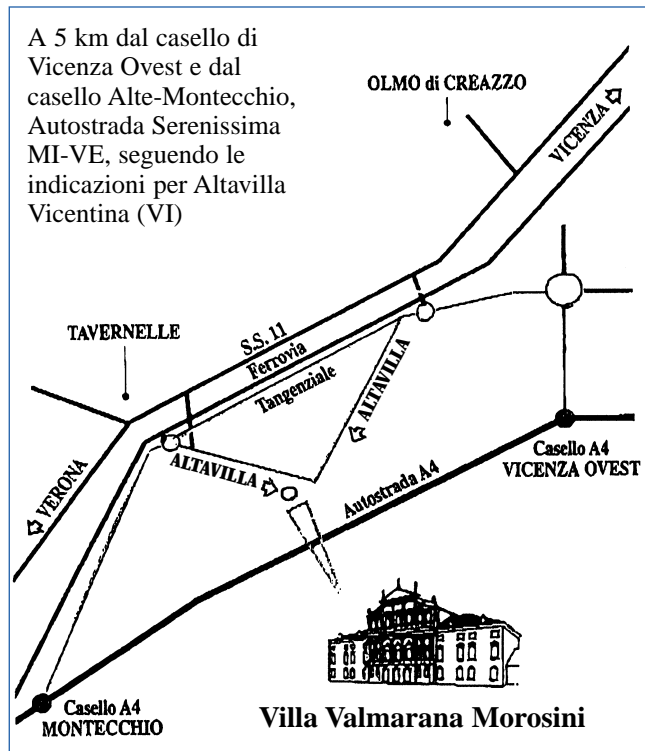 A 5 km dal casello di
Vicenza Ovest e dal
casello Alte-Montecchio,
Autostrada Serenissima
MI-VE, seguendo le
indicazioni per Altavilla
Vicentina (VI)
OLMO di CREAZZO
VICENZA
TAVERNELLE
S.S. 11
Ferrovia
Tangenziale
ALTAVILLA
ALTAVILLA
VERONA
Autostrada A4
Casello A4
VICENZA OVEST
Casello A4
MONTECCHIO
Villa Valmarana Morosini